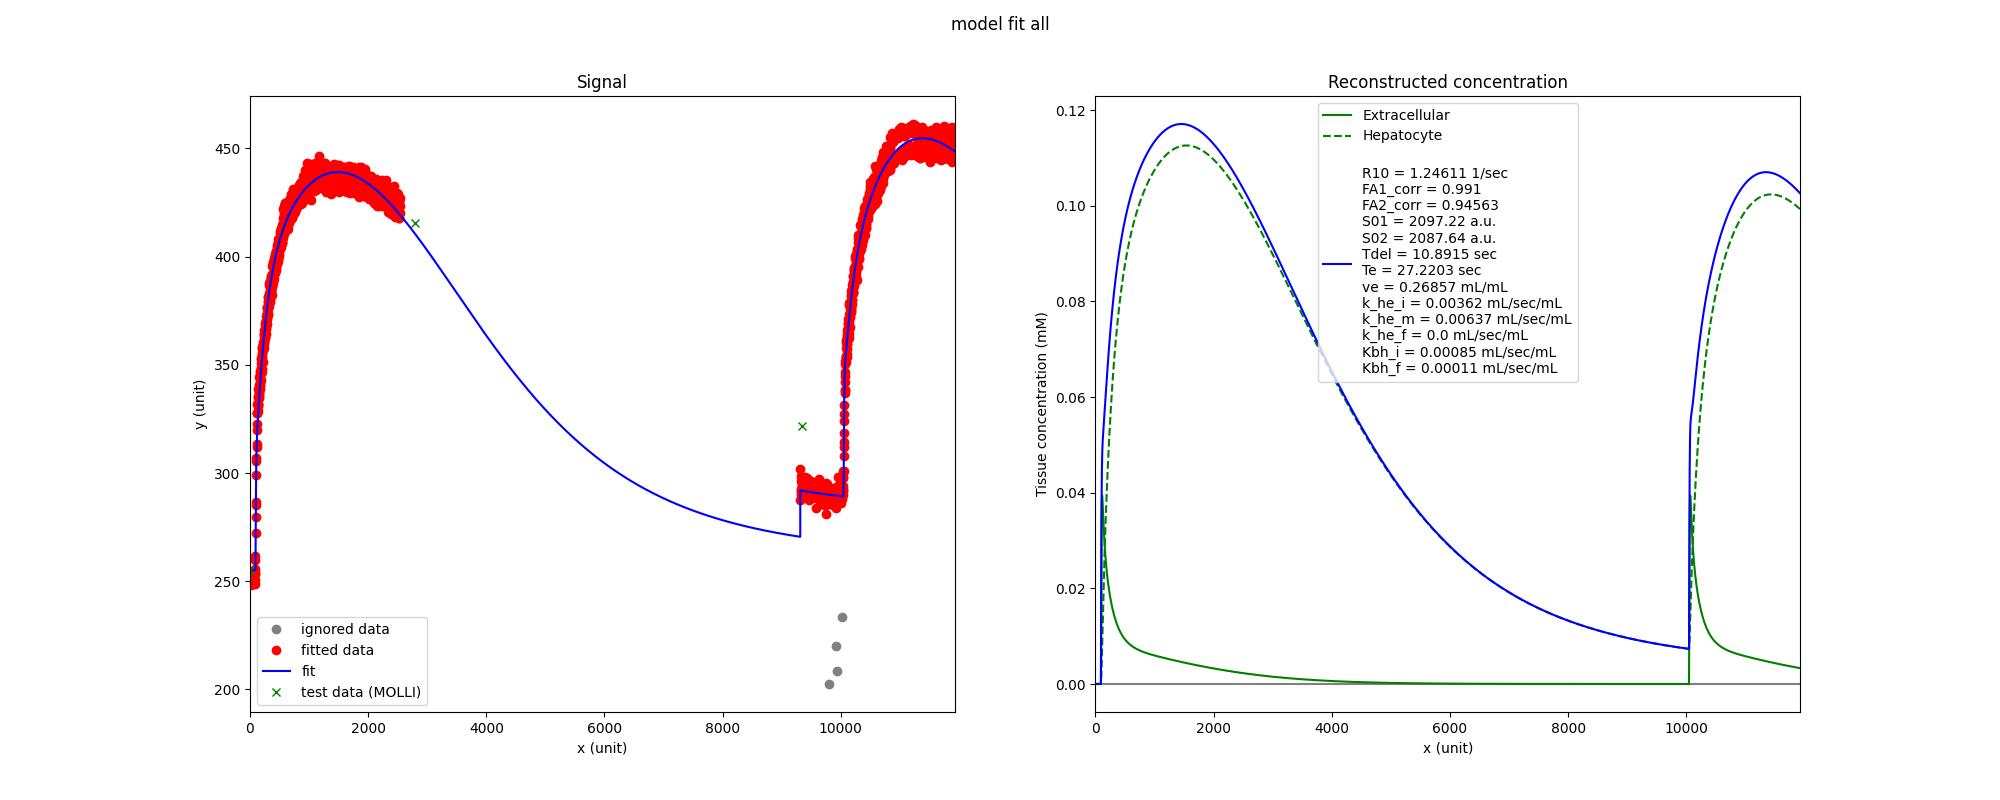 model fit all
Signal
y (unit)
450
400
350
300
250
200
0
2000
4000
6000
8000
10000
x (unit)
ignored data
fitted data
fit
test data (MOLLI)
Reconstructed concentration
Tissue concentration (mM)
0.12
0.10
0.08
0.06
0.04
0.02
0.00
0
2000
4000
6000
8000
10000
x (unit)
Extracellular
Hepatocyte
R10 = 1.24611 1/sec
FA1_corr = 0.991
FA2_corr = 0.94563
S01 = 2097.22 a.u.
S02 = 2087.64 a.u.
Tdel = 10.8915 sec
Te = 27.2203 sec
ve = 0.26857 mL/mL
k_he_i = 0.00362 mL/sec/mL
k_he_m = 0.00637 mL/sec/mL
k_he_f = 0.0 mL/sec/mL
Kbh_i = 0.00085 mL/sec/mL
Kbh_f = 0.00011 mL/sec/mL